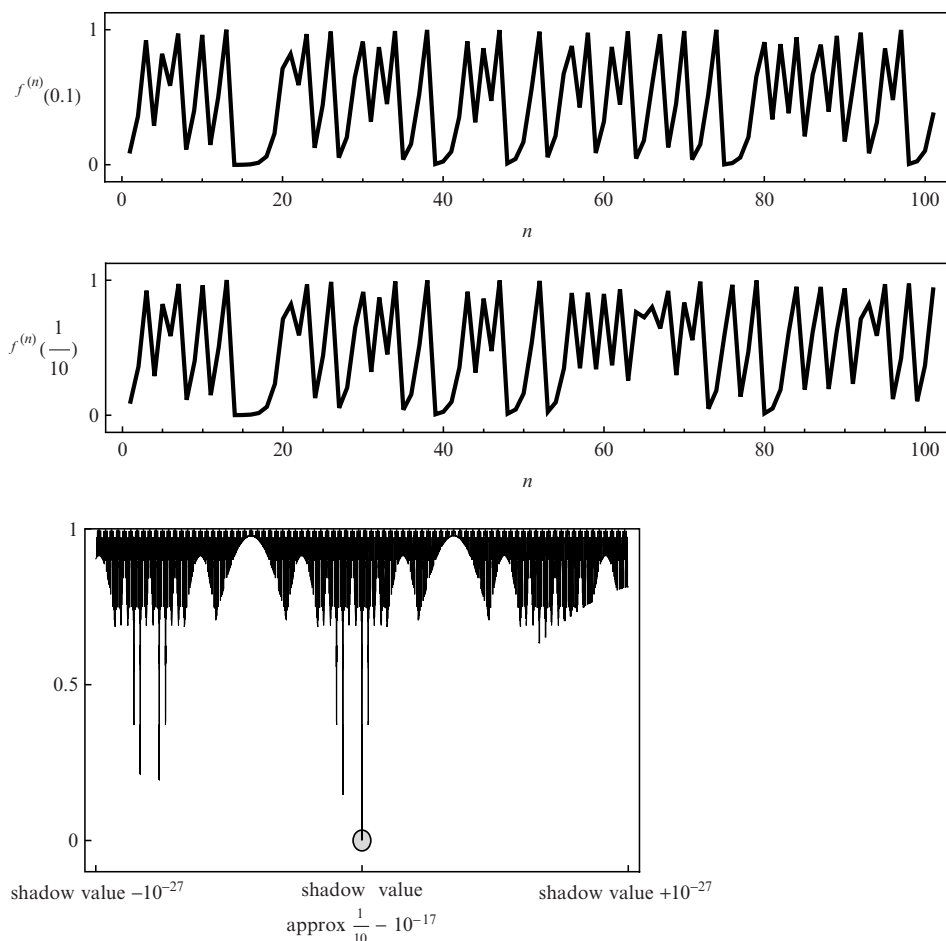 1
f^(n)(0.1)
0
0 20 40 60 80 100
n
1
f^(n)(1/10)
0
0 20 40 60 80 100
n
1
0.5
0
shadow value –10^–27 shadow value shadow value +10^–27
approx 1/10 – 10^–17